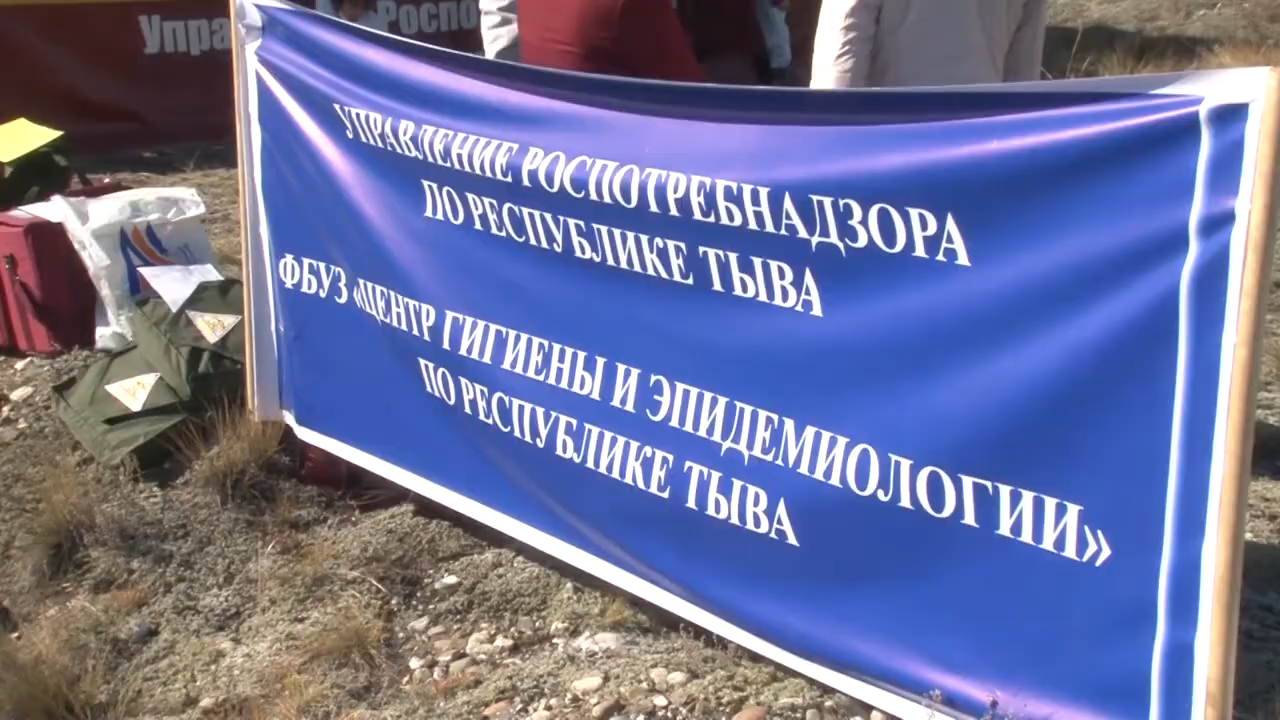 УПРАВЛЕНИЕ РОСПОТРЕБНАДЗОРА
ПО РЕСПУБЛИКЕ ТЫВА
ФБУЗ «ЦЕНТР ГИГИЕНЫ И ЭПИДЕМИОЛОГИИ»
ПО РЕСПУБЛИКЕ ТЫВА